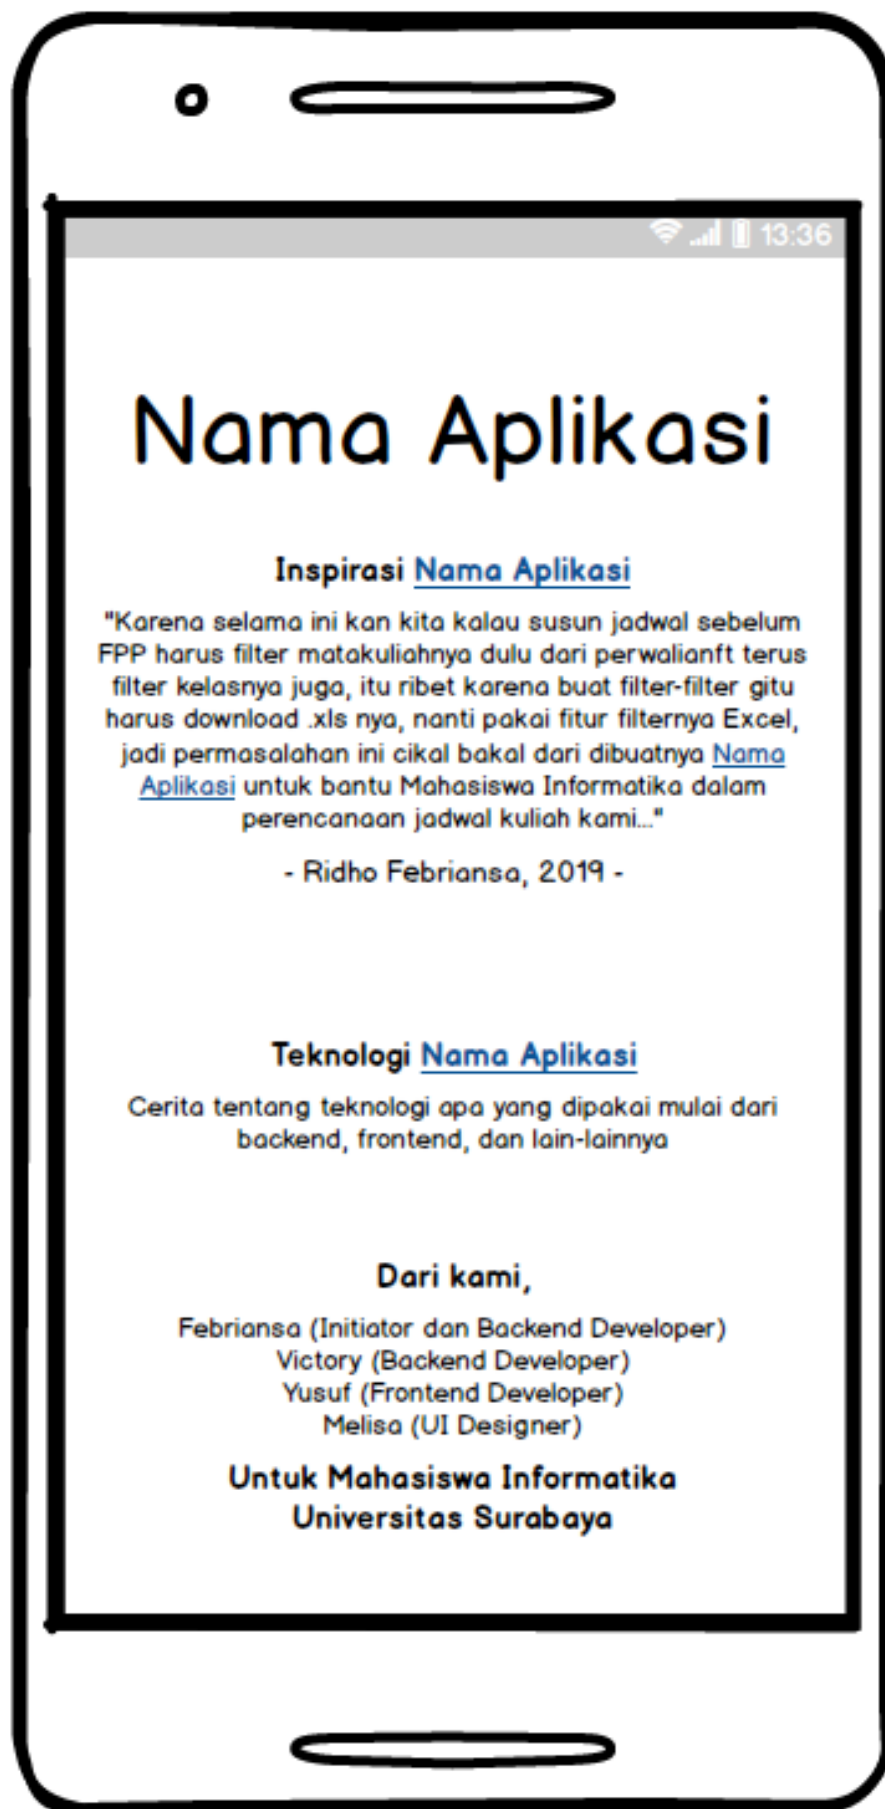 13:36
Nama Aplikasi
Inspirasi Nama Aplikasi
"Karena selama ini kan kita kalau susun jadwal sebelum
FPP harus filter matakuliahnya dulu dari perwalianft terus
filter kelasnya juga, itu ribet karena buat filter-filter gitu
harus download .xls nya, nanti pakai fitur filternya Excel,
jadi permasalahan ini cikal bakal dari dibuatnya Nama
Aplikasi untuk bantu Mahasiswa Informatika dalam
perencanaan jadwal kuliah kami..."
- Ridho Febriansa, 2019 -
Teknologi Nama Aplikasi
Cerita tentang teknologi apa yang dipakai mulai dari
backend, frontend, dan lain-lainnya
Dari kami,
Febriansa (Initiator dan Backend Developer)
Victory (Backend Developer)
Yusuf (Frontend Developer)
Melisa (UI Designer)
Untuk Mahasiswa Informatika
Universitas Surabaya